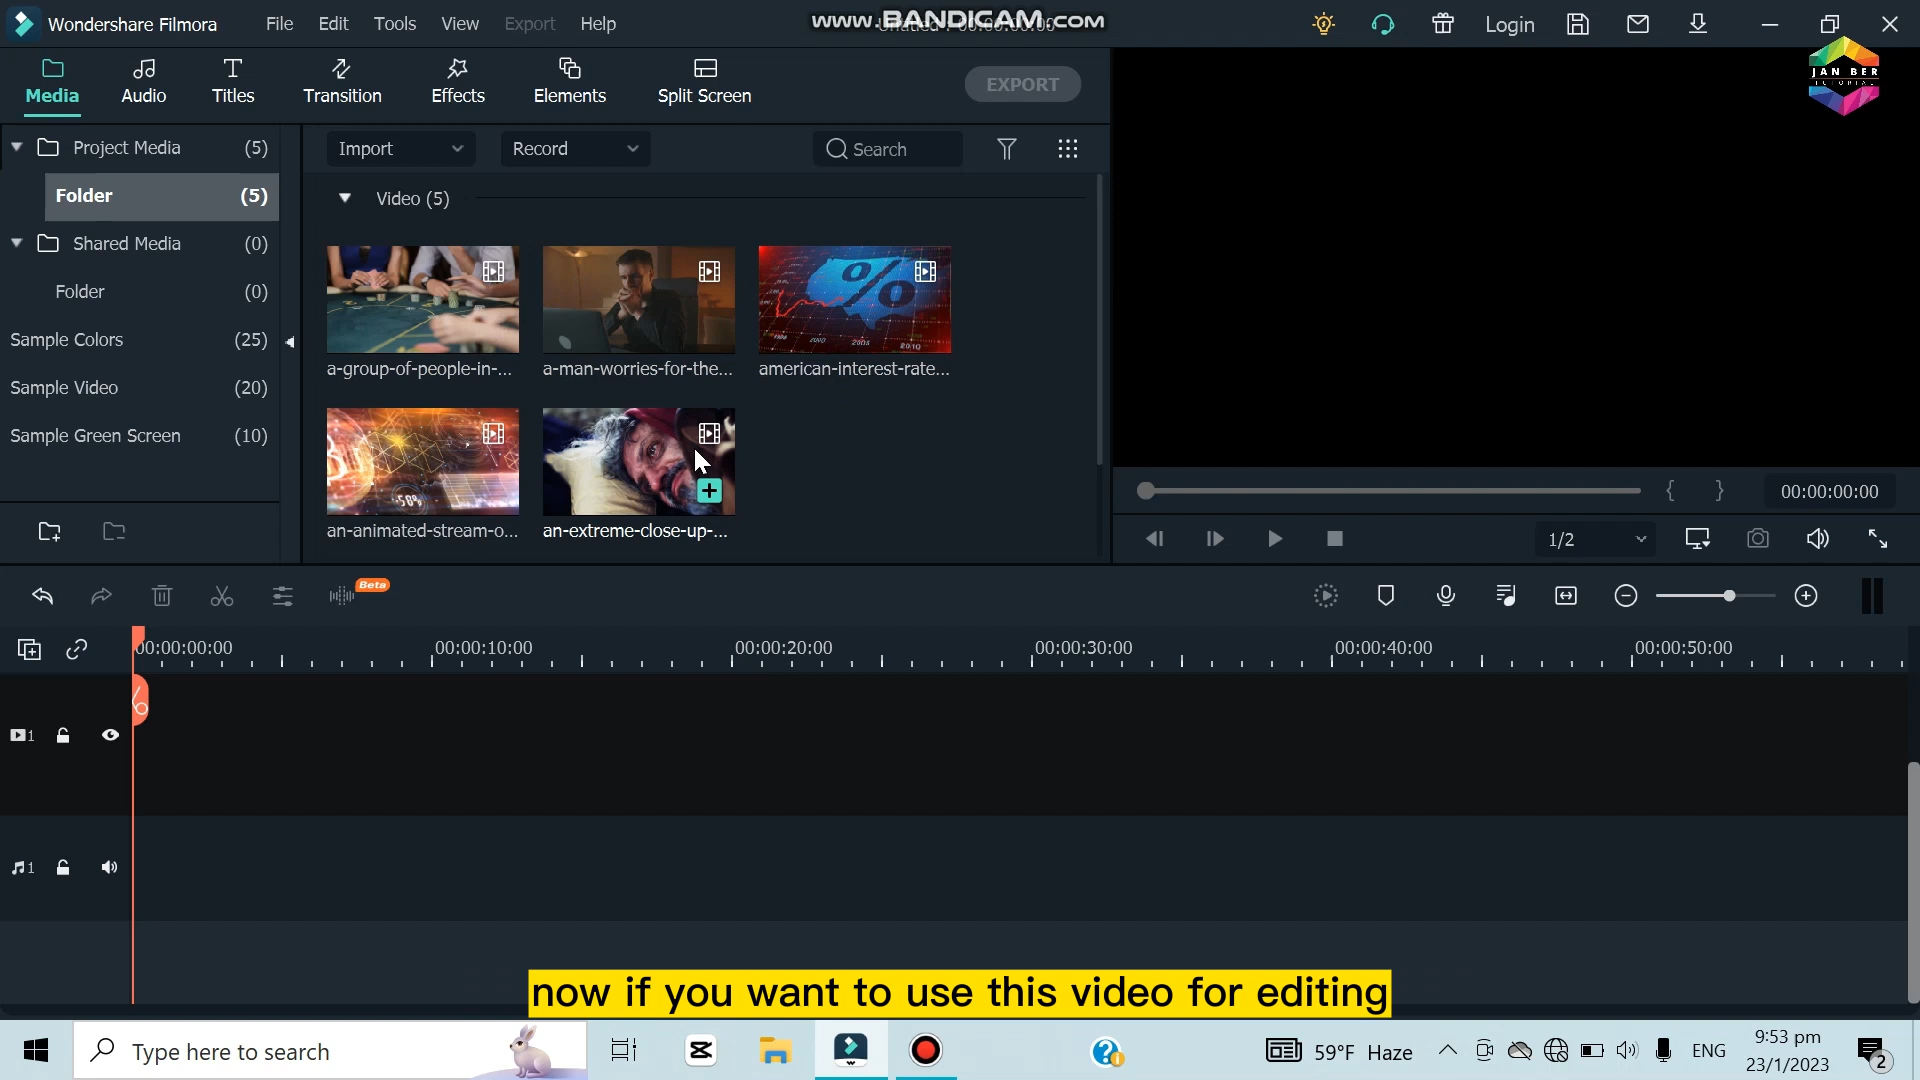 Wondershare Filmora
File Edit Tools View Export Help
www.BANDICAM.com
Login
JAN BER
TUTORIAL
Media Audio Titles Transition Effects Elements Split Screen
EXPORT
Project Media (5)
Import Record Search
Folder (5)
Video (5)
Shared Media (0)
Folder (0)
Sample Colors (25)
Sample Video (20)
Sample Green Screen (10)
a-group-of-people-in-... a-man-worries-for-the... american-interest-rate...
an-animated-stream-o... an-extreme-close-up-...
00:00:00:00
1/2
Beta
00:00:00:00 00:00:10:00 00:00:20:00 00:00:30:00 00:00:40:00 00:00:50:00
1
1
now if you want to use this video for editing
Type here to search
59°F Haze
ENG
9:53 pm
23/1/2023
2